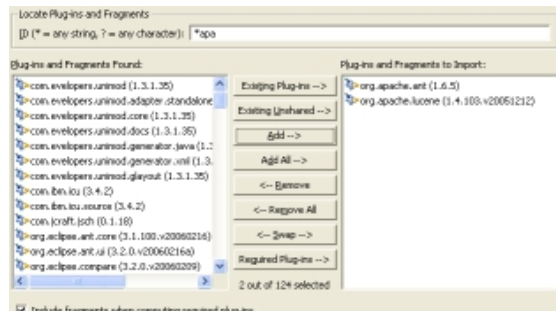 Locate Plug-ins and Fragments
ID (* = any string, ? = any character): *apa
Plug-ins and Fragments Found:
com.evelopers.unimod (1.3.1.35)
com.evelopers.unimod.adapter.standalone
com.evelopers.unimod.core (1.3.1.35)
com.evelopers.unimod.docs (1.3.1.35)
com.evelopers.unimod.generator.java (1.3
com.evelopers.unimod.generator.xml (1.3.
com.evelopers.unimod.glayout (1.3.1.35)
com.ibm.icu (3.4.2)
com.ibm.icu.source (3.4.2)
com.jcraft.jsch (0.1.18)
org.eclipse.ant.core (3.1.100.v20060216)
org.eclipse.ant.ui (3.2.0.v20060216a)
org.eclipse.compare (3.2.0.v20060209)
Existing Plug-ins -->
Existing Unshared -->
Add -->
Add All -->
<-- Remove
<-- Remove All
<-- Swap -->
Required Plug-ins -->
2 out of 124 selected
Plug-ins and Fragments to Import:
org.apache.ant (1.6.5)
org.apache.lucene (1.4.103.v20051212)
Include fragments when computing required plug-ins